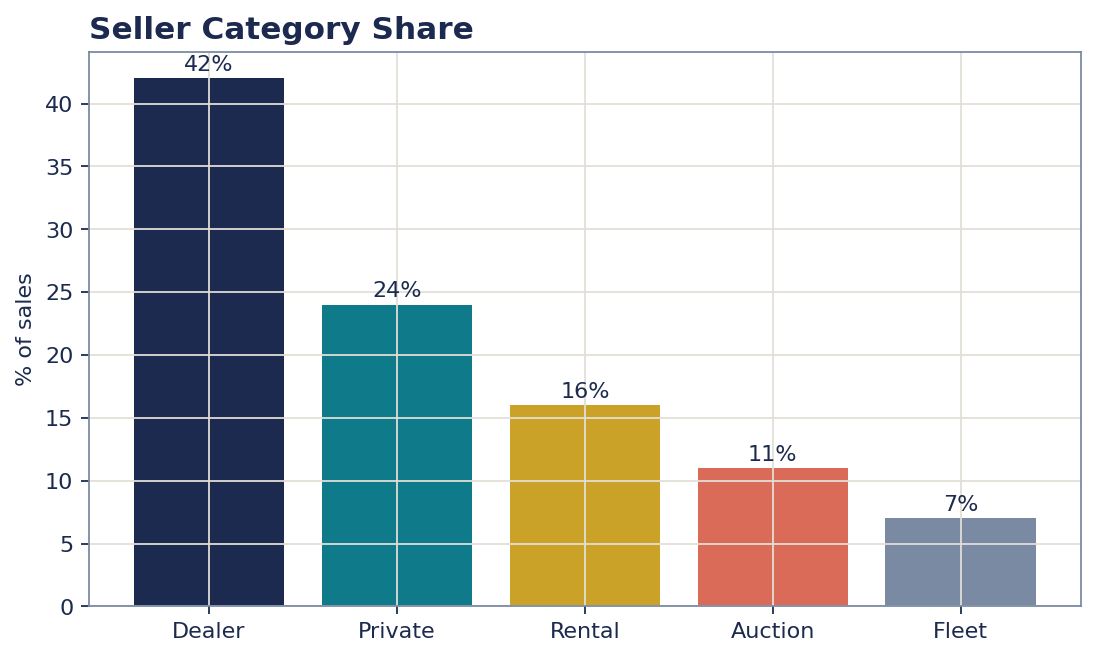 Seller Category Share
% of sales
40
35
30
25
20
15
10
5
0
42%
24%
16%
11%
7%
Dealer
Private
Rental
Auction
Fleet